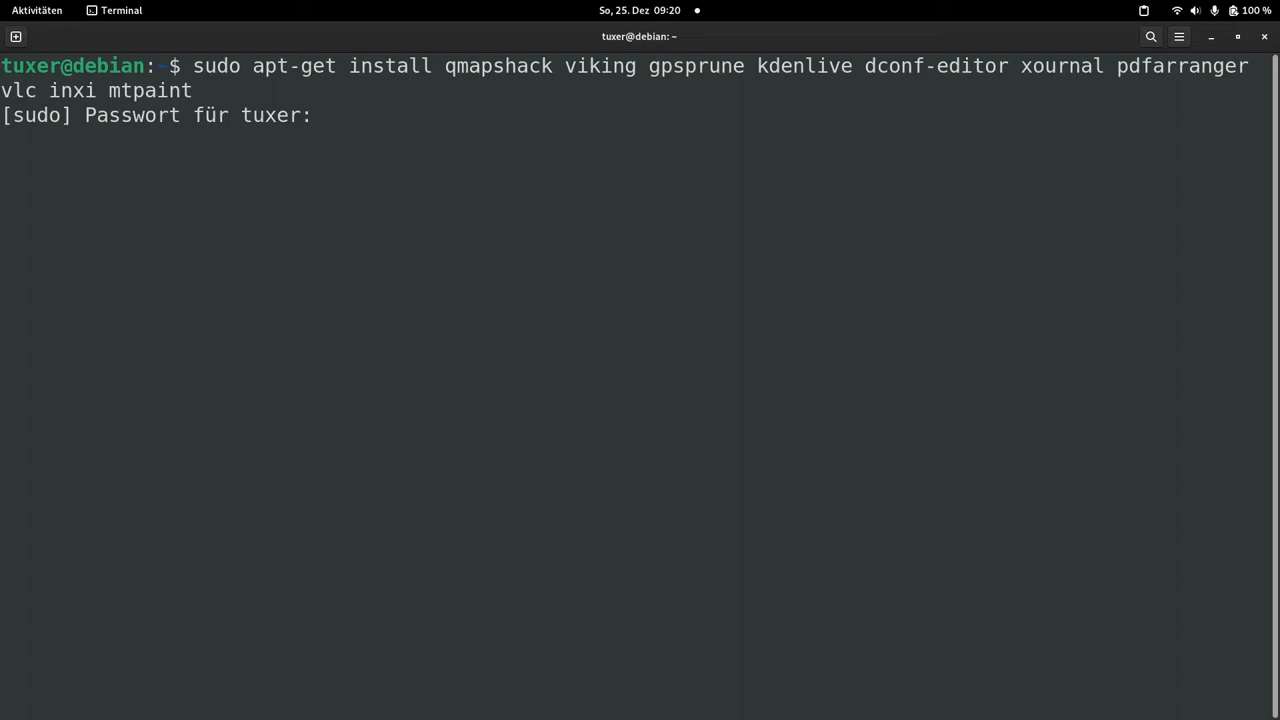 Aktivitäten Terminal So, 25. Dez 09:20 100 %
tuxer@debian: ~
tuxer@debian:~$ sudo apt-get install qmapshack viking gpsprune kdenlive dconf-editor xournal pdfarranger
vlc inxi mtpaint
[sudo] Passwort für tuxer: